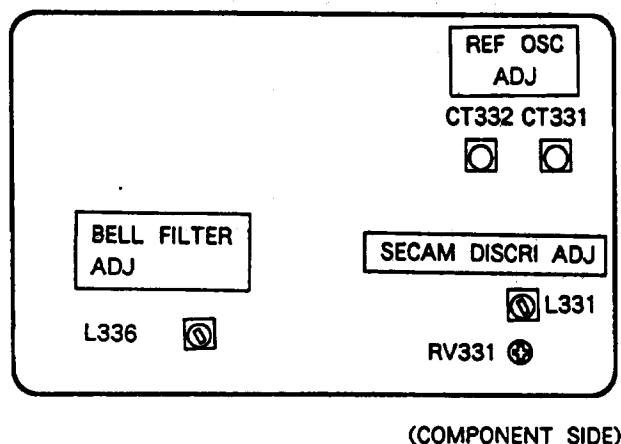 REF OSC
ADJ
CT332 CT331
BELL FILTER
ADJ
SECAM DISCRI ADJ
L331
L336
RV331
(COMPONENT SIDE)